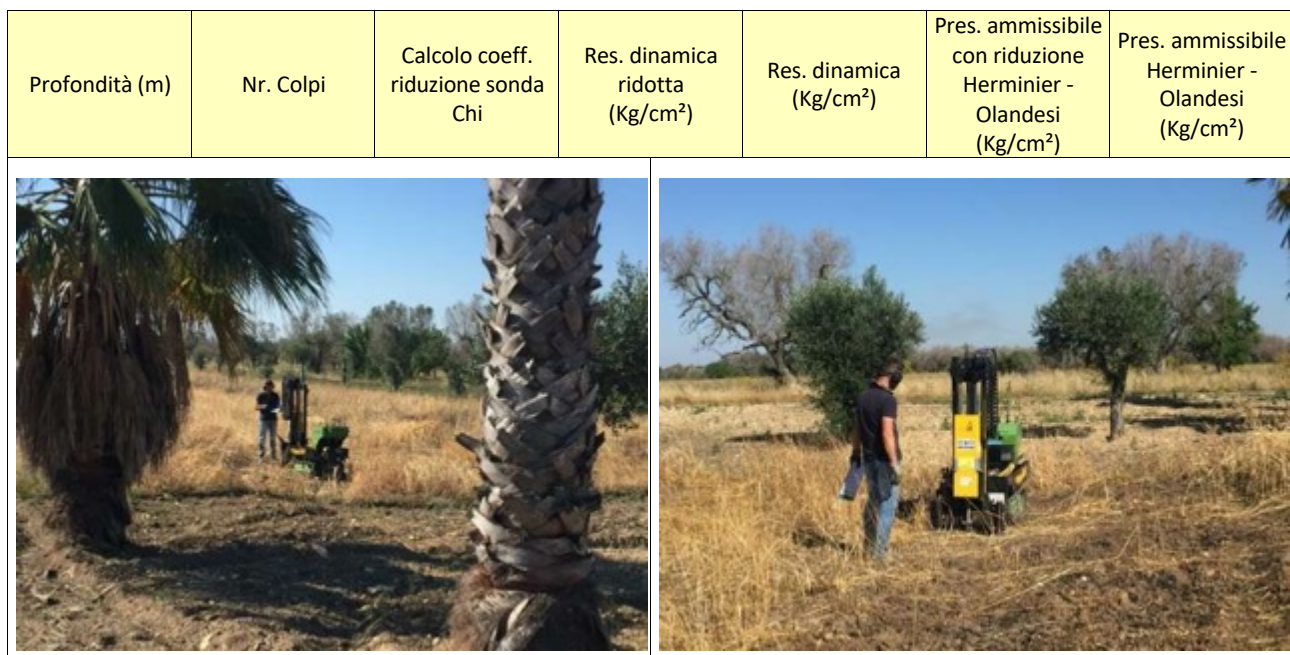 Profondità (m)
Nr. Colpi
Calcolo coeff.
riduzione sonda
Chi
Res. dinamica
ridotta
(Kg/cm²)
Res. dinamica
(Kg/cm²)
Pres. ammissibile
con riduzione
Herminier -
Olandesi
(Kg/cm²)
Pres. ammissibile
Herminier -
Olandesi
(Kg/cm²)